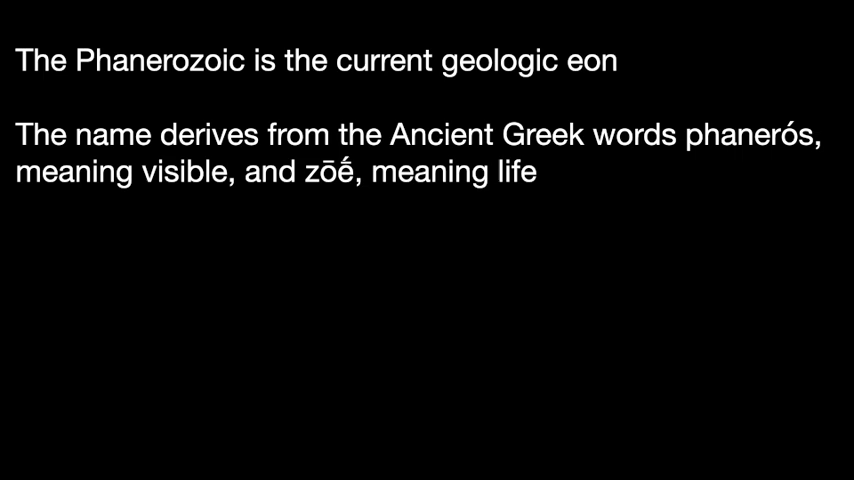 The Phanerozoic is the current geologic eon
The name derives from the Ancient Greek words phanerós,
meaning visible, and zōḗ, meaning life